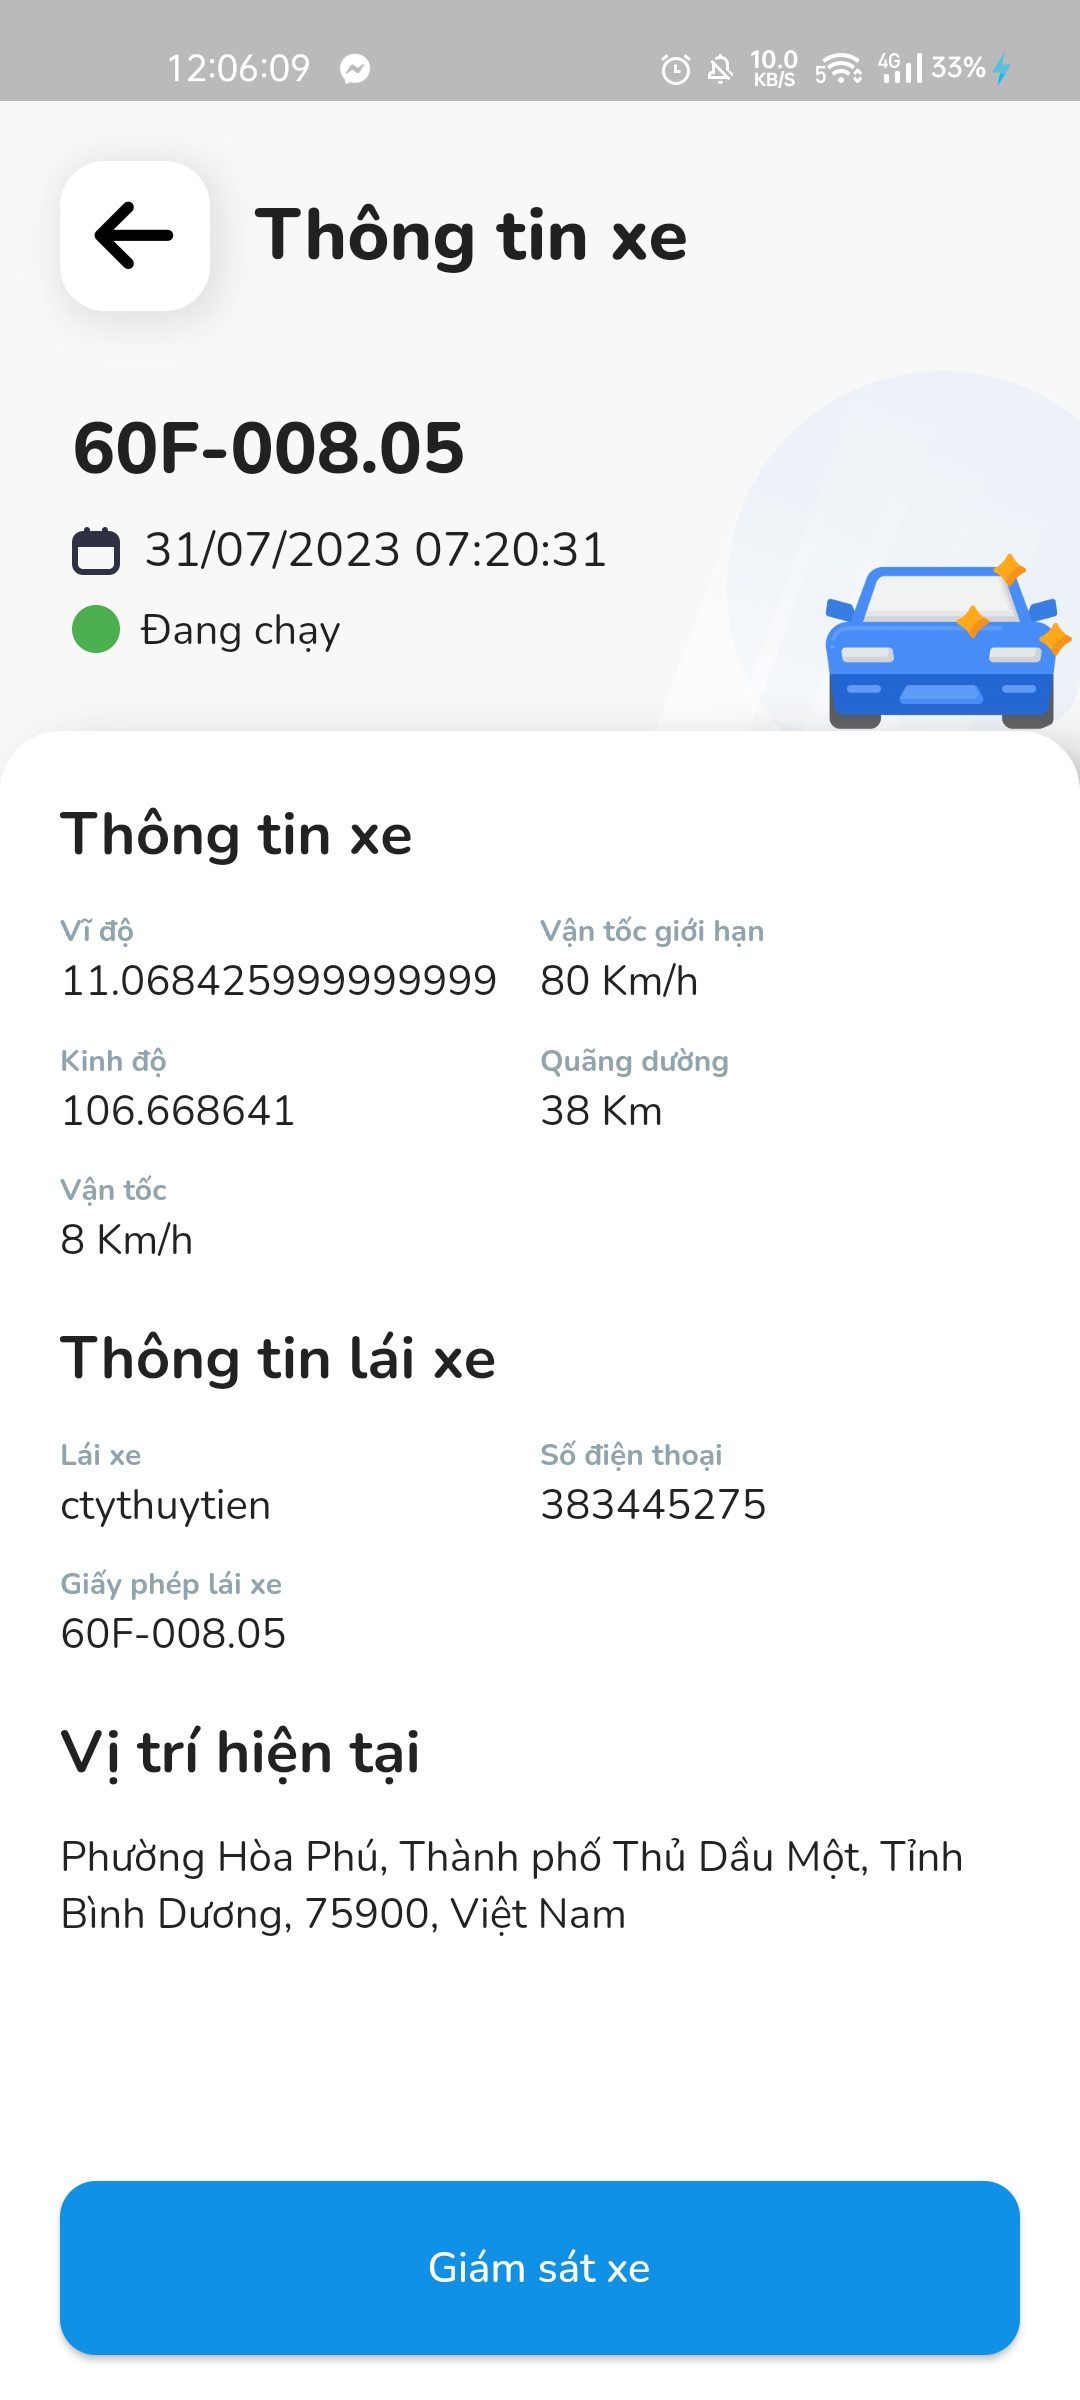 12:06:09 10.0 KB/S 5 4G 33%
Thông tin xe
60F-008.05
31/07/2023 07:20:31
Đang chạy
Thông tin xe
Vĩ độ Vận tốc giới hạn
11.068425999999999 80 Km/h
Kinh độ Quãng dường
106.668641 38 Km
Vận tốc
8 Km/h
Thông tin lái xe
Lái xe Số điện thoại
ctythuytien 383445275
Giấy phép lái xe
60F-008.05
Vị trí hiện tại
Phường Hòa Phú, Thành phố Thủ Dầu Một, Tỉnh
Bình Dương, 75900, Việt Nam
Giám sát xe